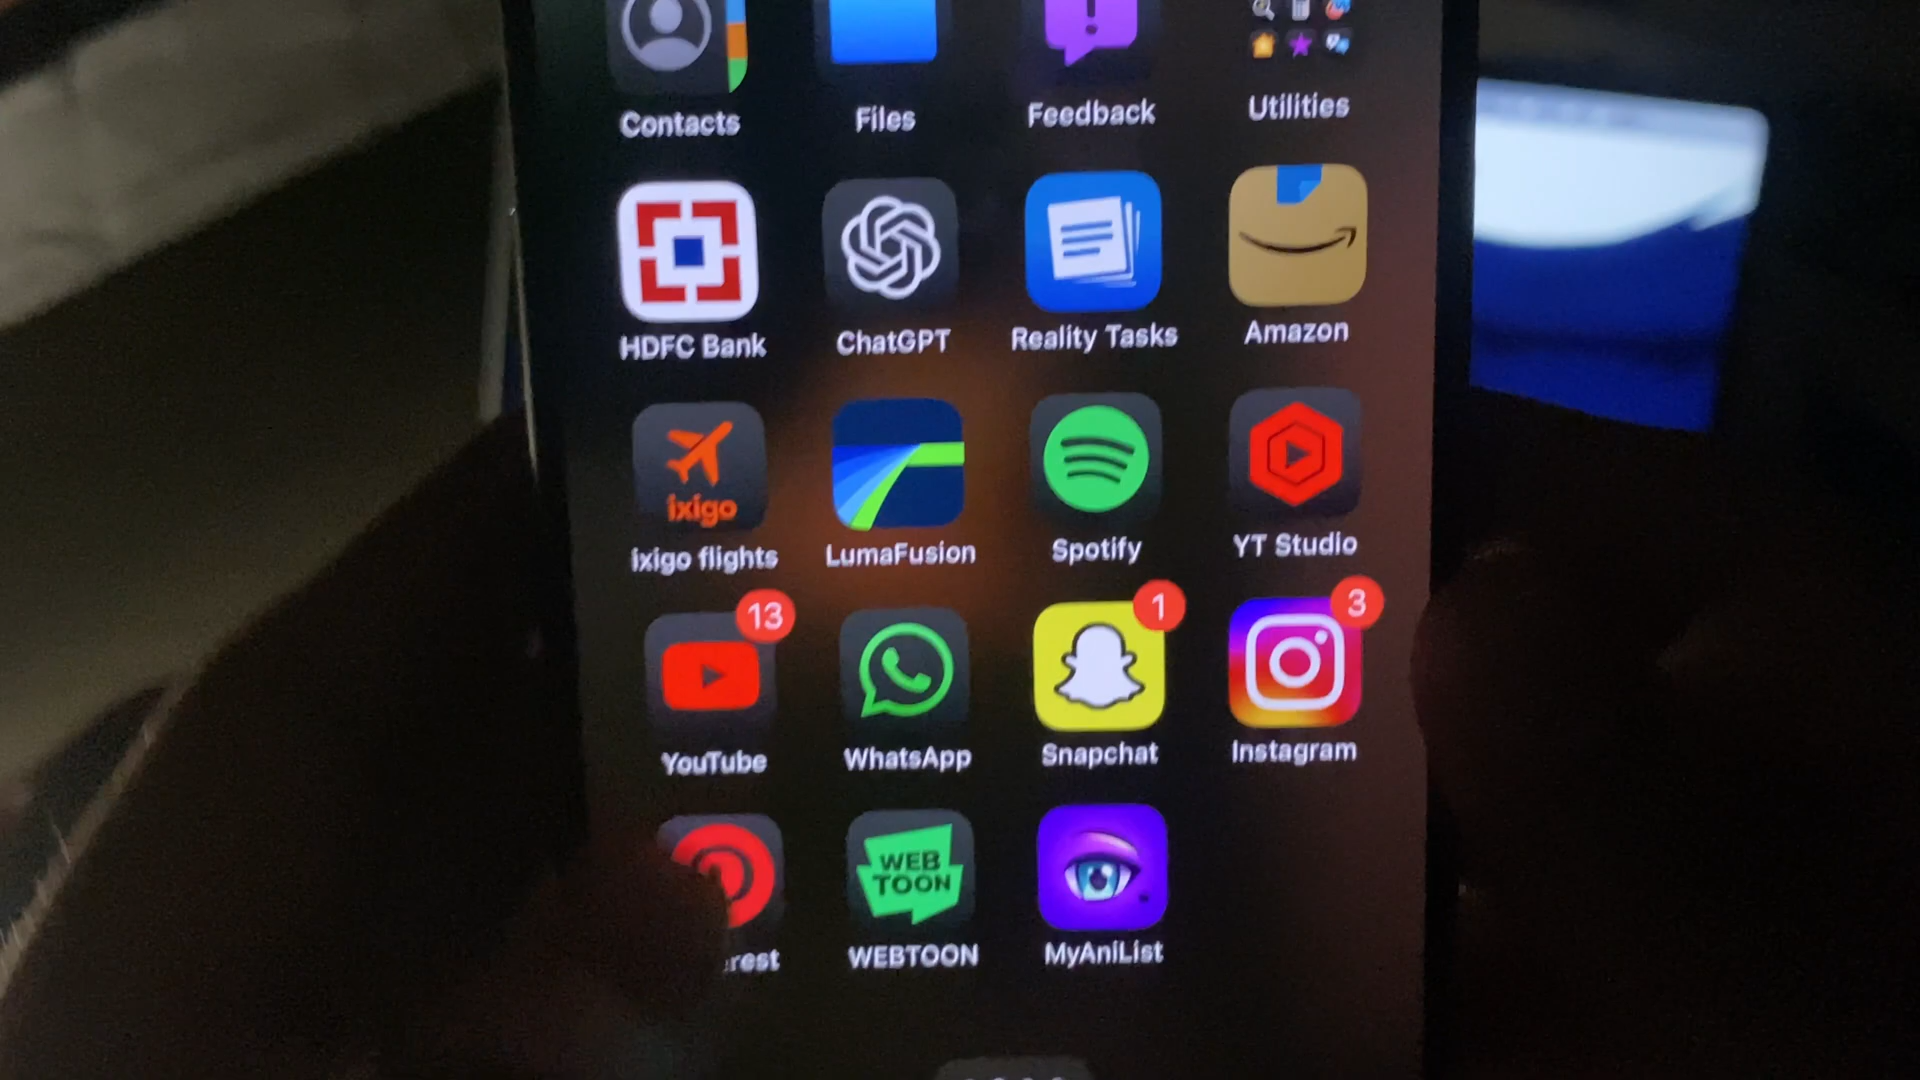 Contacts Files Feedback Utilities
HDFC Bank ChatGPT Reality Tasks Amazon
ixigo
ixigo flights LumaFusion Spotify YT Studio
13 1 3
YouTube WhatsApp Snapchat Instagram
WEB
TOON
rest WEBTOON MyAniList